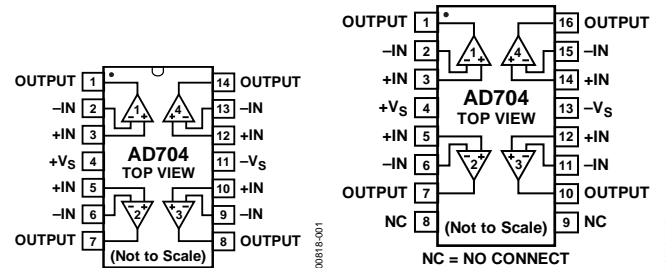 OUTPUT 1 14 OUTPUT
–IN 2 1 4 13 –IN
+IN 3 12 +IN
+VS 4 AD704 11 –VS
TOP VIEW
+IN 5 10 +IN
–IN 6 2 3 9 –IN
OUTPUT 7 8 OUTPUT
(Not to Scale)
00818-001
OUTPUT 1 16 OUTPUT
–IN 2 1 4 15 –IN
+IN 3 14 +IN
+VS 4 AD704 13 –VS
TOP VIEW
+IN 5 12 +IN
–IN 6 2 3 11 –IN
OUTPUT 7 10 OUTPUT
NC 8 (Not to Scale) 9 NC
NC = NO CONNECT